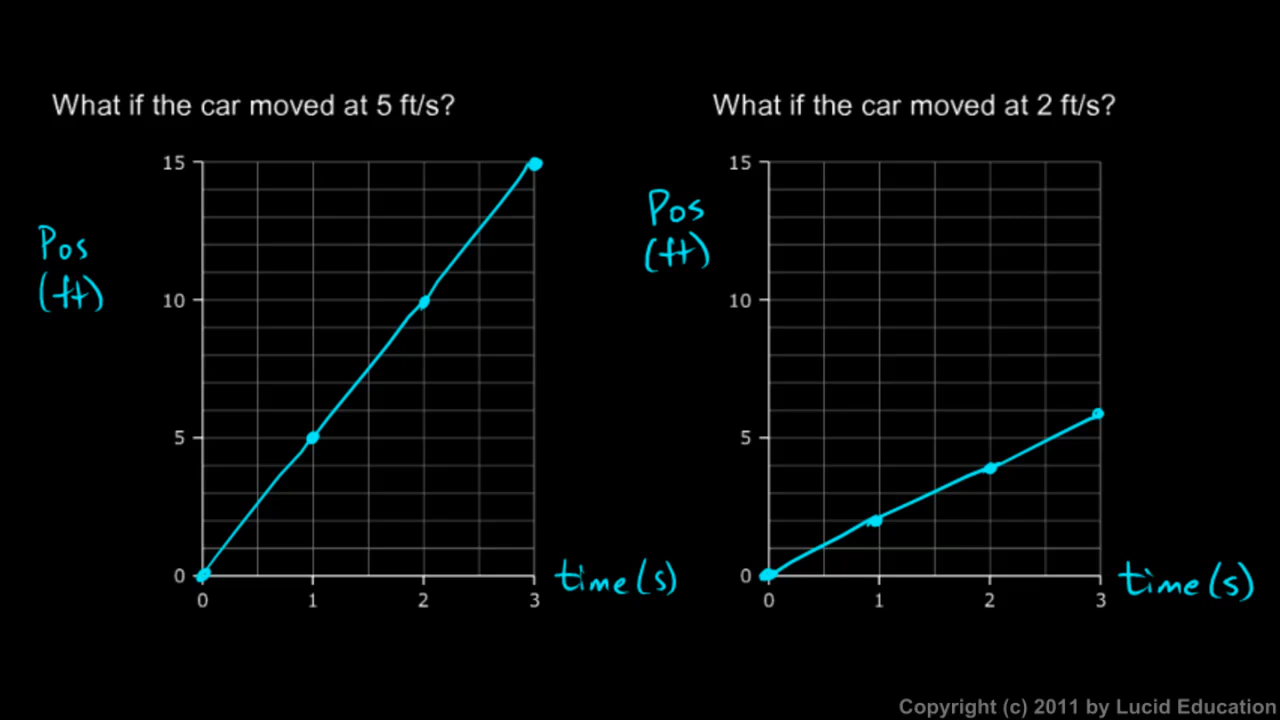 What if the car moved at 5 ft/s?
15
Pos
(ft)
10
5
0
0 1 2 3
time(s)
What if the car moved at 2 ft/s?
15
Pos
(ft)
10
5
0
0 1 2 3
time(s)
Copyright (c) 2011 by Lucid Education